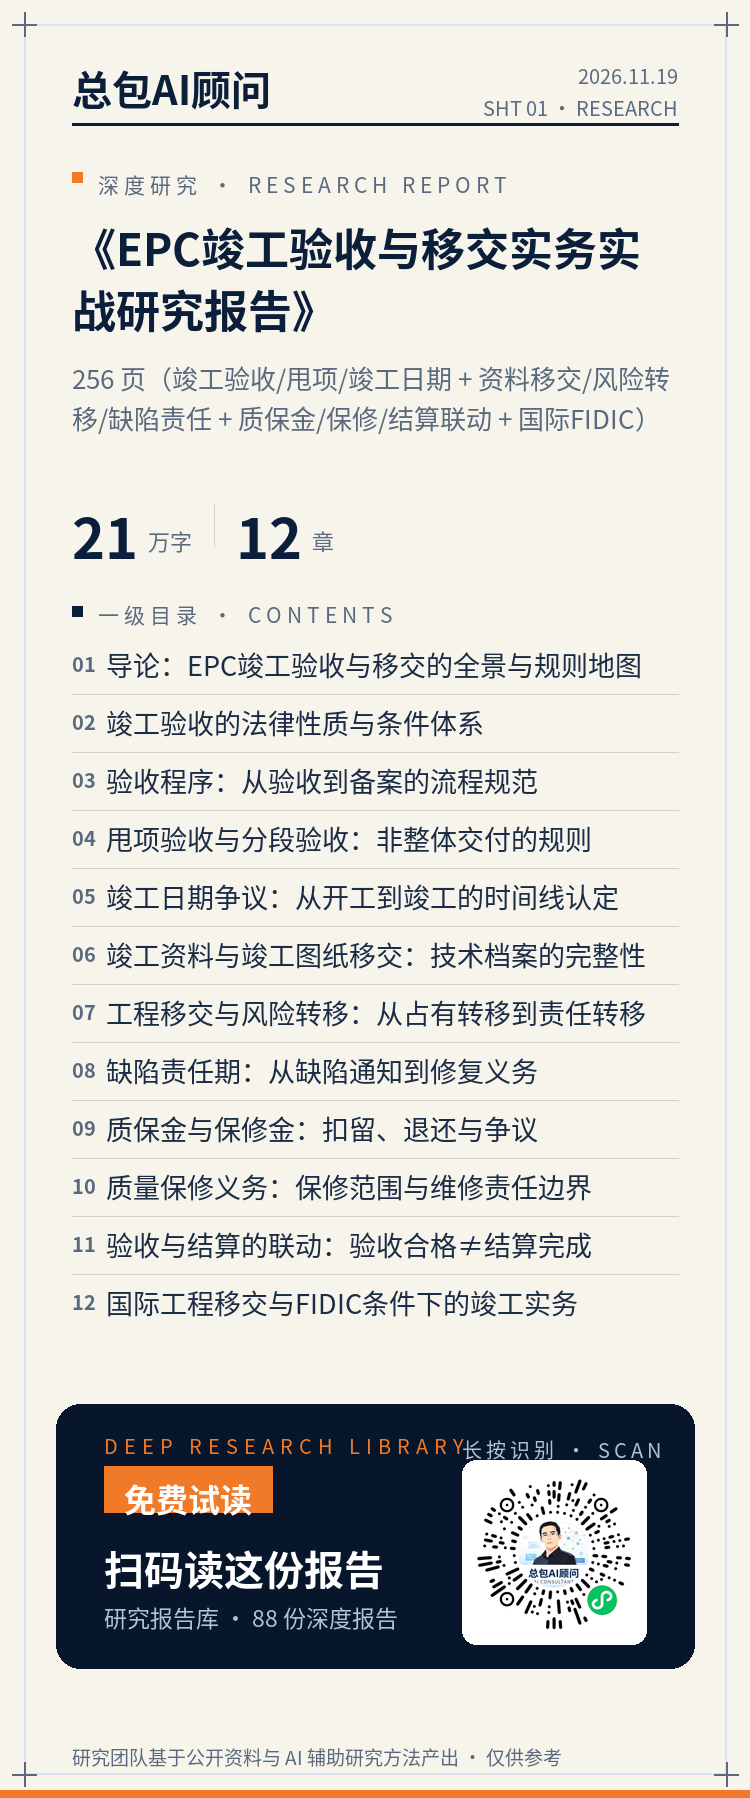 总包AI顾问
2026.11.19
SHT 01 · RESEARCH
深度研究 · RESEARCH REPORT
《EPC竣工验收与移交实务实
战研究报告》
256 页（竣工验收/甩项/竣工日期 + 资料移交/风险转
移/缺陷责任 + 质保金/保修/结算联动 + 国际FIDIC）
21 万字 12 章
一级目录 · CONTENTS
01 导论：EPC竣工验收与移交的全景与规则地图
02 竣工验收的法律性质与条件体系
03 验收程序：从验收到备案的流程规范
04 甩项验收与分段验收：非整体交付的规则
05 竣工日期争议：从开工到竣工的时间线认定
06 竣工资料与竣工图纸移交：技术档案的完整性
07 工程移交与风险转移：从占有转移到责任转移
08 缺陷责任期：从缺陷通知到修复义务
09 质保金与保修金：扣留、退还与争议
10 质量保修义务：保修范围与维修责任边界
11 验收与结算的联动：验收合格≠结算完成
12 国际工程移交与FIDIC条件下的竣工实务
DEEP RESEARCH LIBRARY
长按识别 · SCAN
免费试读
扫码读这份报告
研究报告库 · 88 份深度报告
总包AI顾问
AI CONSULTANT
研究团队基于公开资料与 AI 辅助研究方法产出 · 仅供参考